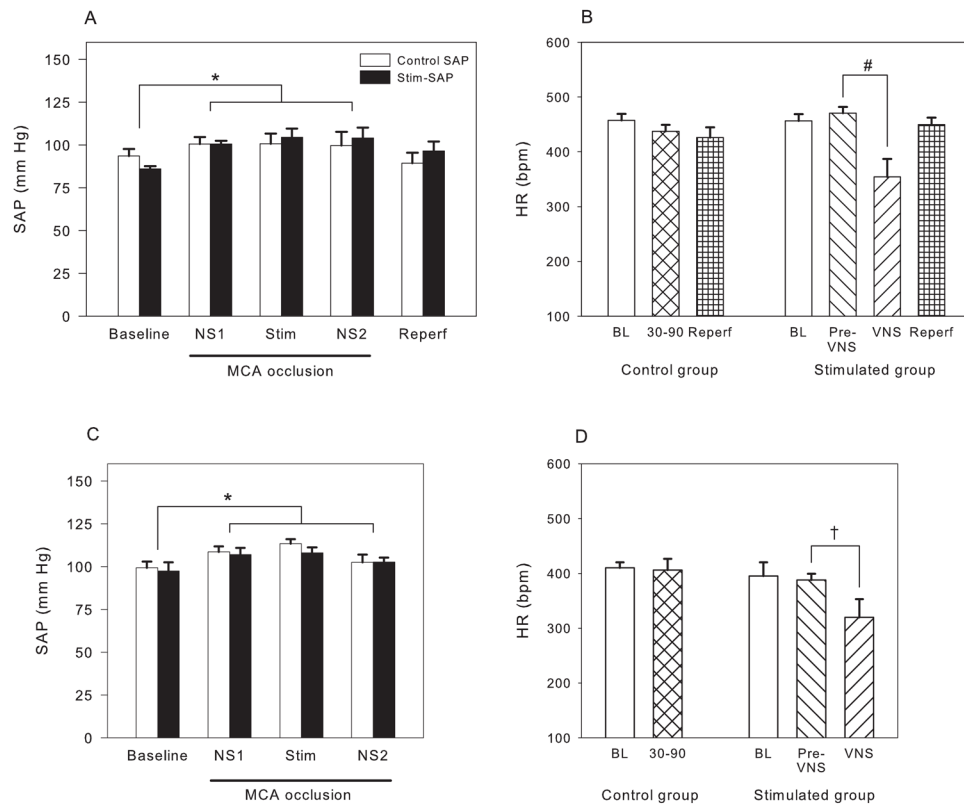 A
SAP (mm Hg)
150
125
100
75
50
25
0
*
Control SAP
Stim-SAP
Baseline NS1 Stim NS2 Reperf
MCA occlusion
B
HR (bpm)
600
500
400
300
200
100
#
BL 30-90 Reperf BL Pre-VNS VNS Reperf
Control group Stimulated group
C
SAP (mm Hg)
150
125
100
75
50
25
0
*
Baseline NS1 Stim NS2
MCA occlusion
D
HR (bpm)
600
500
400
300
200
100
†
BL 30-90 BL Pre-VNS VNS
Control group Stimulated group